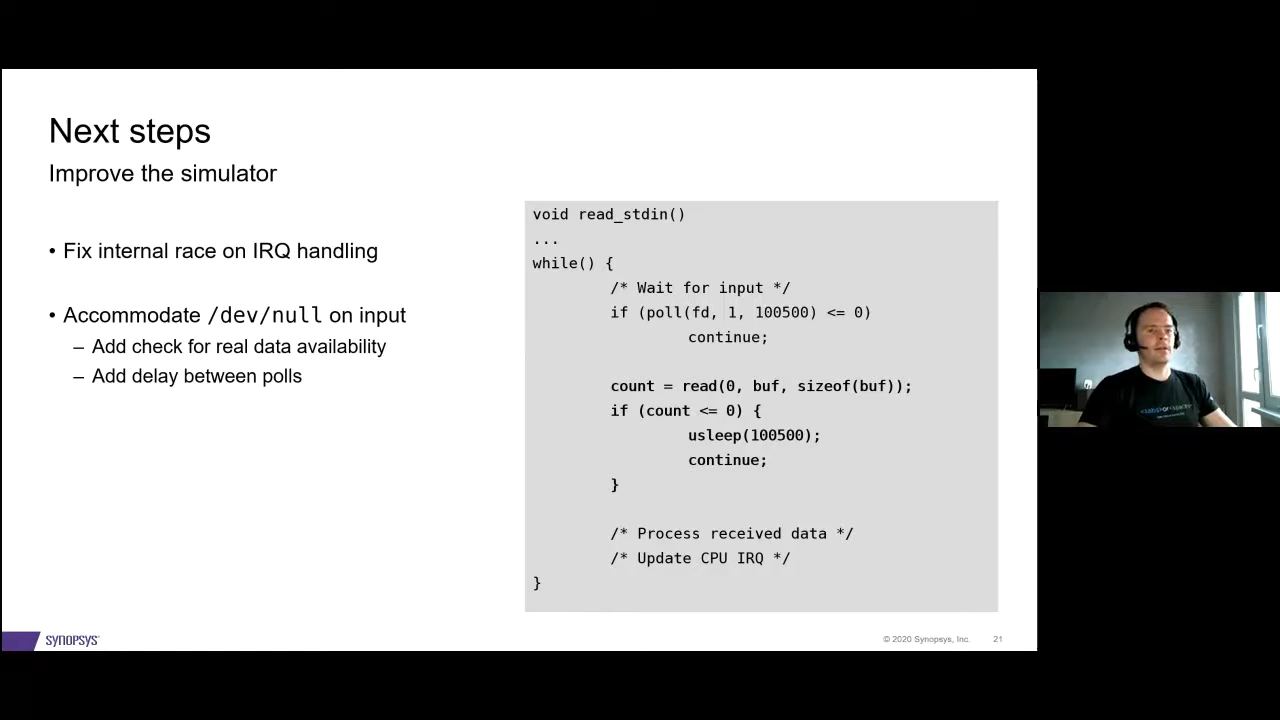 Next steps
Improve the simulator
• Fix internal race on IRQ handling
• Accommodate /dev/null on input
– Add check for real data availability
– Add delay between polls
void read_stdin()
...
while() {
/* Wait for input */
if (poll(fd, 1, 100500) <= 0)
continue;
count = read(0, buf, sizeof(buf));
if (count <= 0) {
usleep(100500);
continue;
}
/* Process received data */
/* Update CPU IRQ */
}
SYNOPSYS®
© 2020 Synopsys, Inc. 21